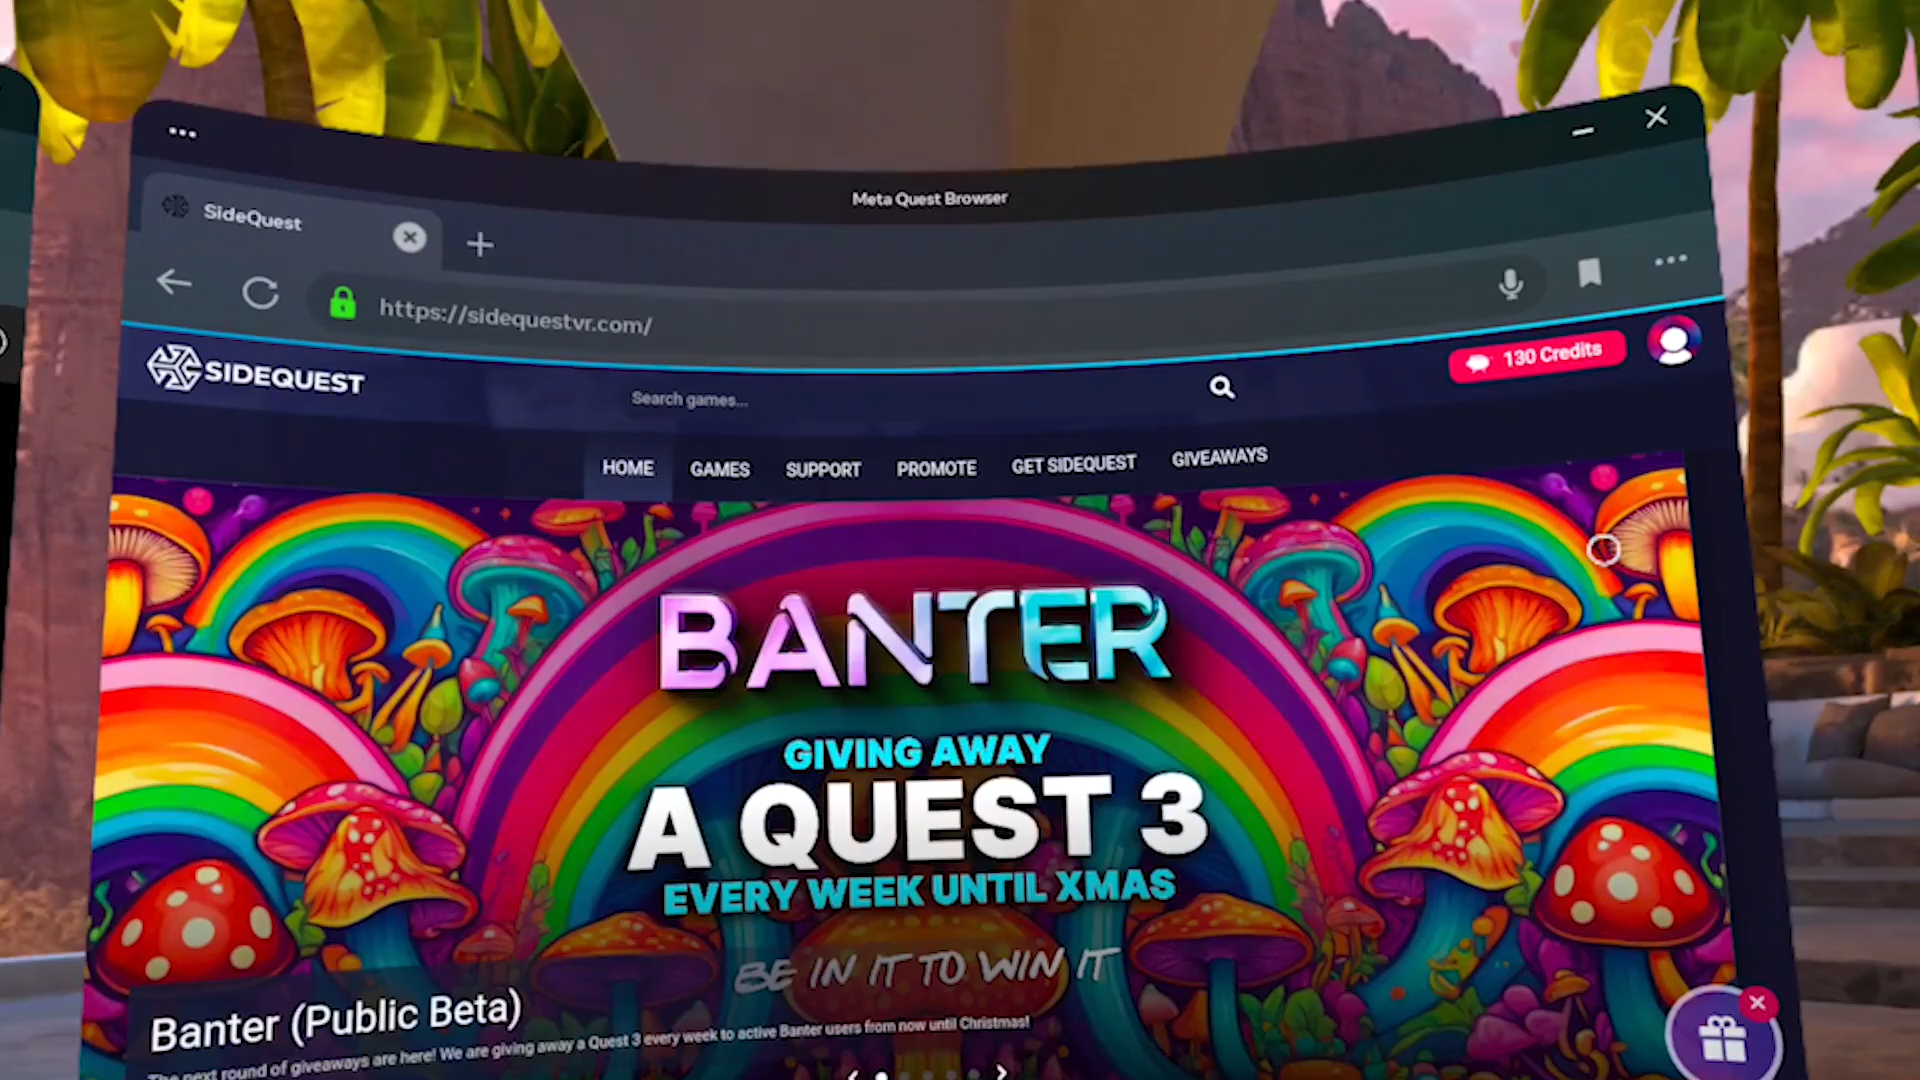 Meta Quest Browser
SideQuest
https://sidequestvr.com/
SIDEQUEST
Search games...
130 Credits
HOME
GAMES
SUPPORT
PROMOTE
GET SIDEQUEST
GIVEAWAYS
BANTER
GIVING AWAY
A QUEST 3
EVERY WEEK UNTIL XMAS
BE IN IT TO WIN IT
Banter (Public Beta)
The next round of giveaways are here! We are giving away a Quest 3 every week to active Banter users from now until Christmas!